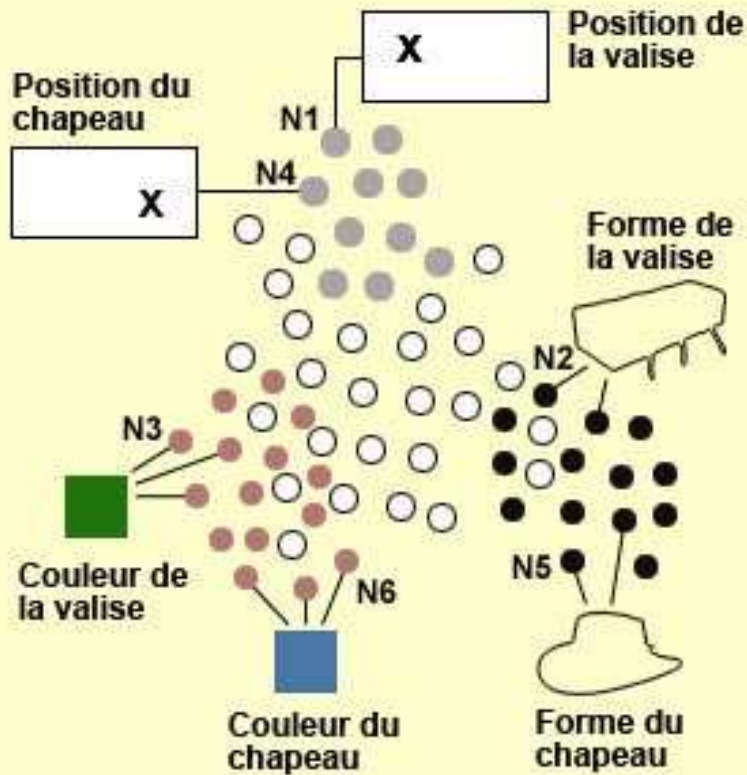 Position de
la valise
X
Position du
chapeau
N1
N4
X
Forme de
la valise
N2
N3
Couleur de
la valise
N5
N6
Couleur du
chapeau
Forme du
chapeau